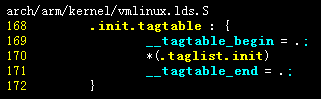 arch/arm/kernel/vmlinux.lds.S
168 .init.tagtable : {
169 __tagtable_begin = .;
170 *(.taglist.init)
171 __tagtable_end = .;
172 }